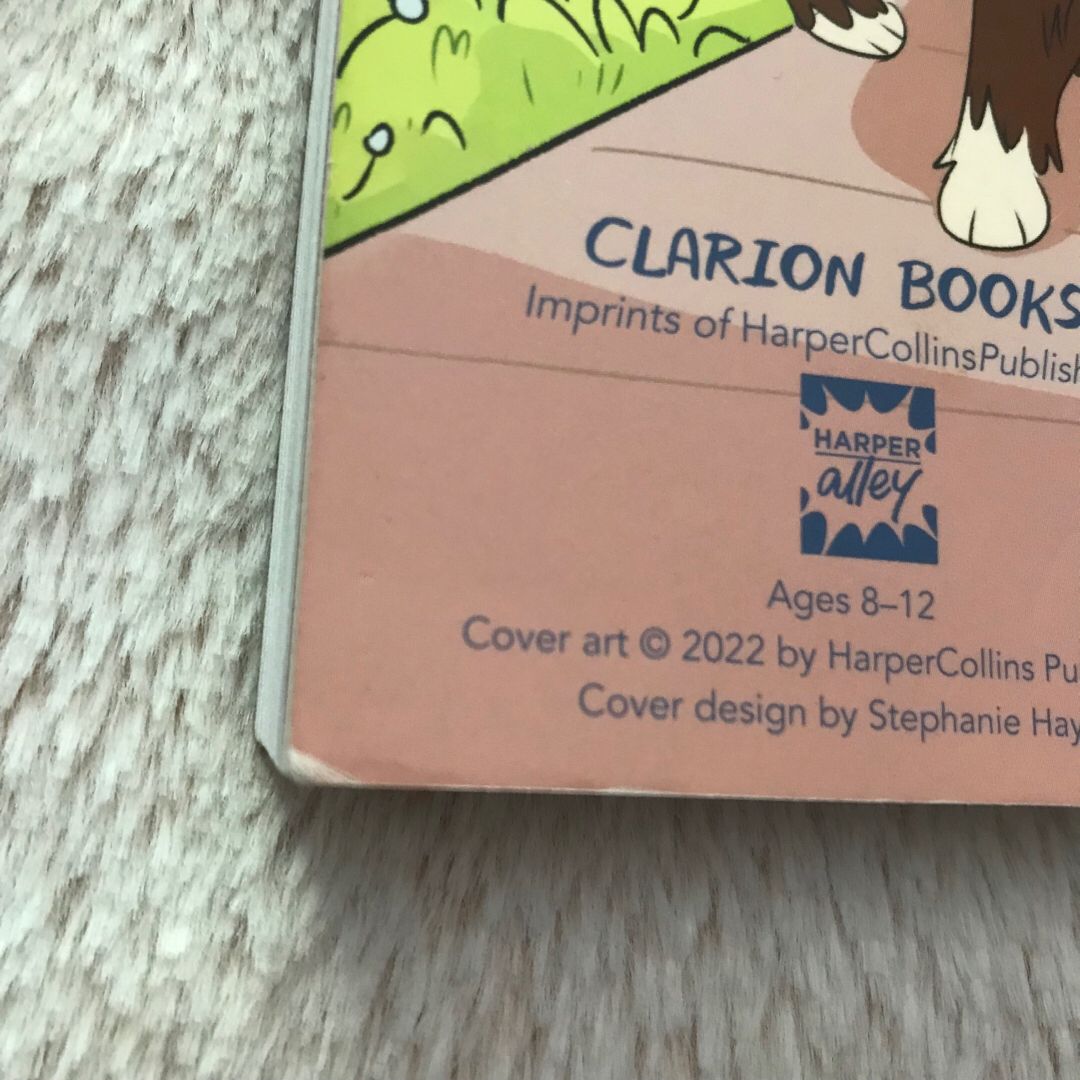 CLARION BOOKS
Imprints of HarperCollinsPublish
HARPER
alley
Ages 8–12
Cover art © 2022 by HarperCollins Pu
Cover design by Stephanie Hay